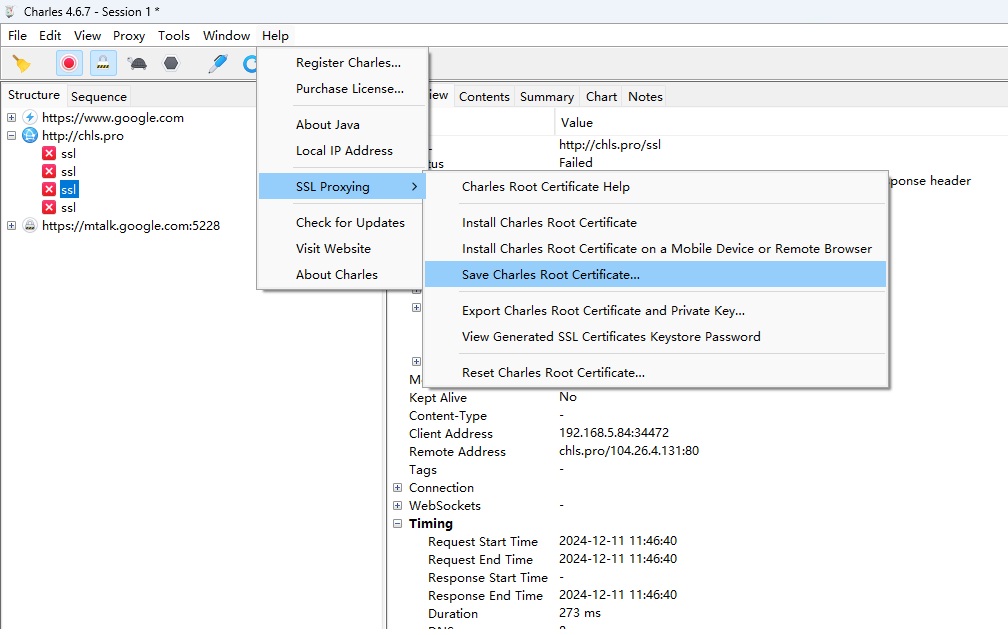 Charles 4.6.7 - Session 1 *
File Edit View Proxy Tools Window Help
Register Charles...
Purchase License...
About Java
Local IP Address
SSL Proxying
Check for Updates
Visit Website
About Charles
Charles Root Certificate Help
Install Charles Root Certificate
Install Charles Root Certificate on a Mobile Device or Remote Browser
Save Charles Root Certificate...
Export Charles Root Certificate and Private Key...
View Generated SSL Certificates Keystore Password
Reset Charles Root Certificate...
Structure Sequence
https://www.google.com
http://chls.pro
ssl
ssl
ssl
ssl
https://mtalk.google.com:5228
Contents Summary Chart Notes
Value
http://chls.pro/ssl
Failed
header
Kept Alive No
Content-Type -
Client Address 192.168.5.84:34472
Remote Address chls.pro/104.26.4.131:80
Tags -
Connection
WebSockets -
Timing
Request Start Time 2024-12-11 11:46:40
Request End Time 2024-12-11 11:46:40
Response Start Time -
Response End Time 2024-12-11 11:46:40
Duration 273 ms